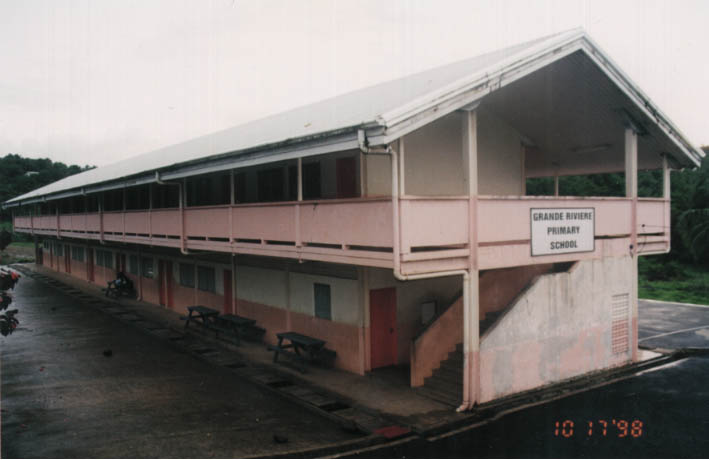 GRANDE RIVIERE
PRIMARY
SCHOOL
10 17'98